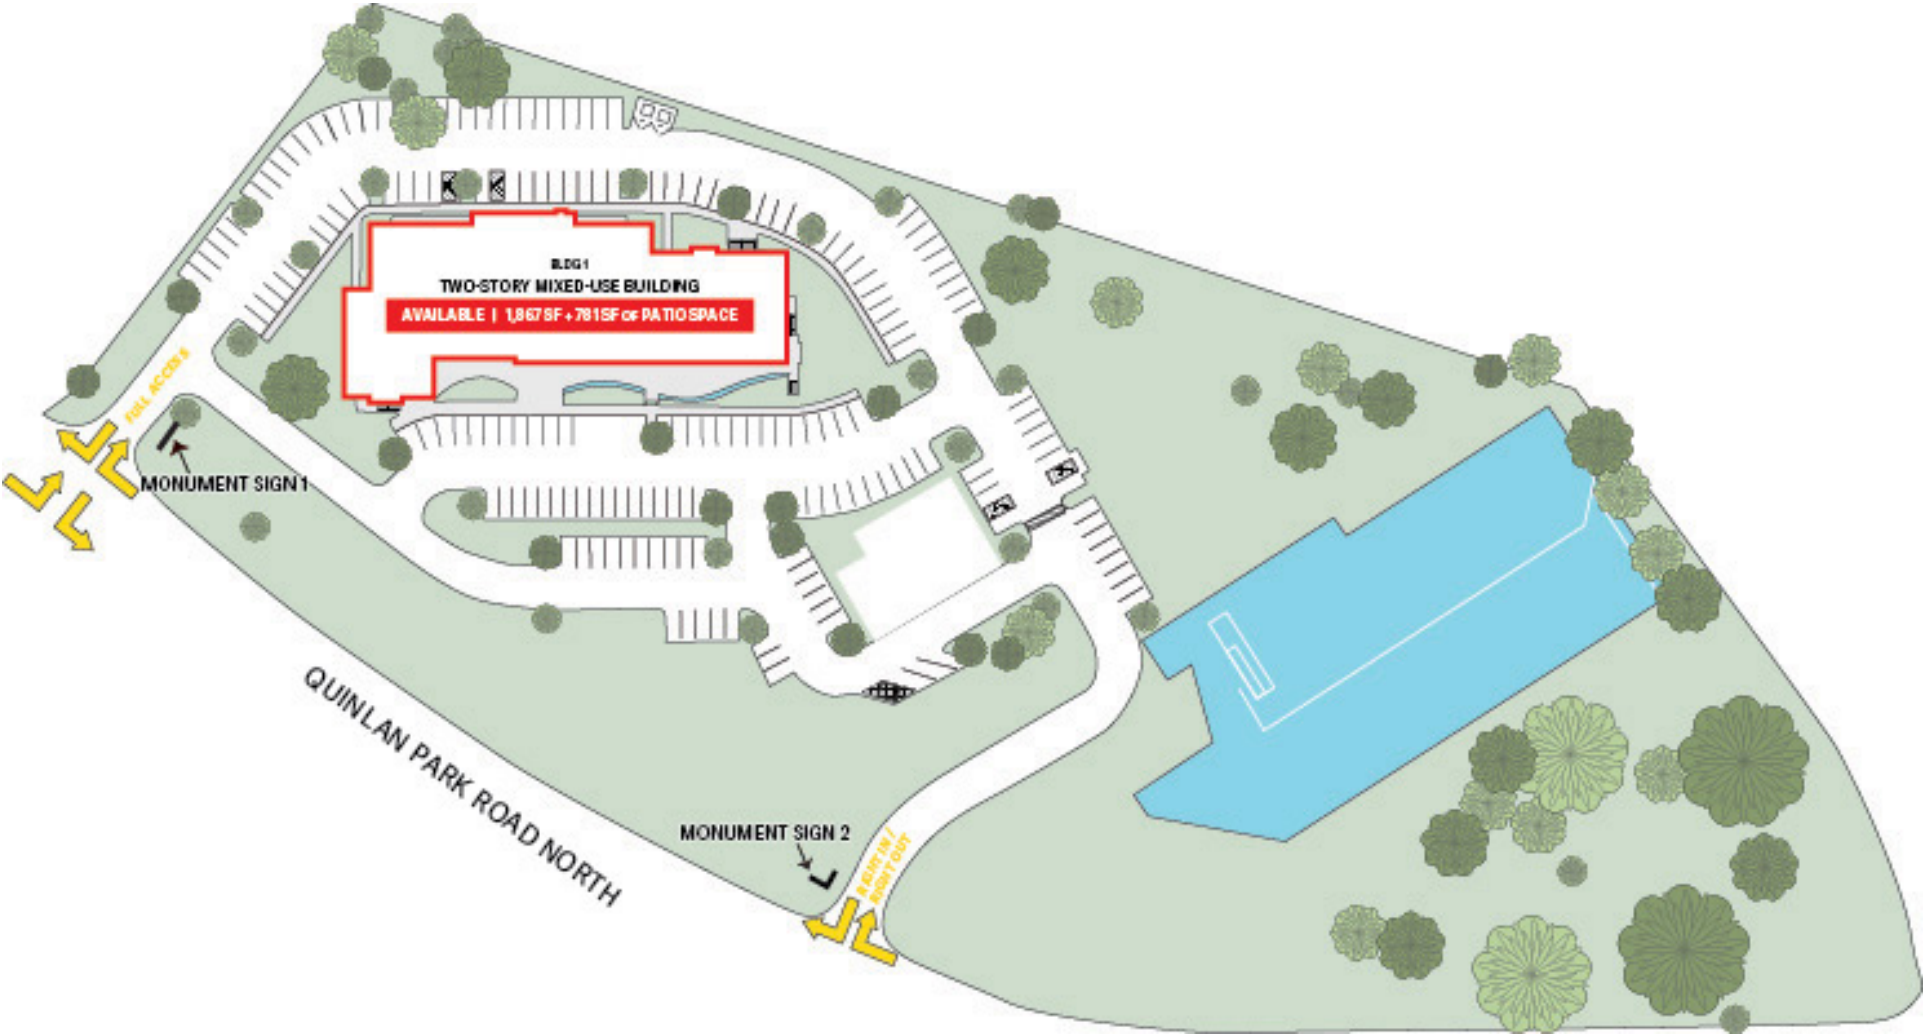 BLDG 1
TWO-STORY MIXED-USE BUILDING
AVAILABLE | 1,867 SF + 781 SF OF PATIO SPACE
FULL ACCESS
MONUMENT SIGN 1
QUINLAN PARK ROAD NORTH
MONUMENT SIGN 2
RIGHT IN /
RIGHT OUT